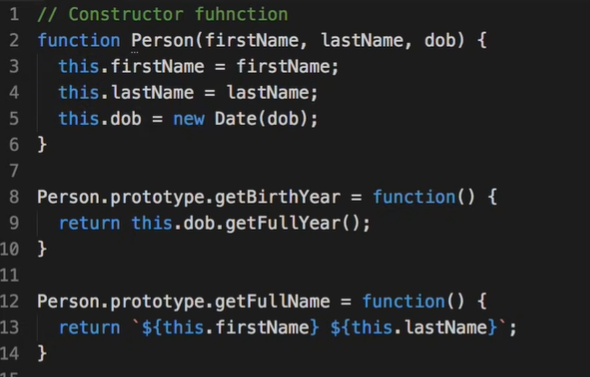 1 // Constructor fuhnction
2 function Person(firstName, lastName, dob) {
3   this.firstName = firstName;
4   this.lastName = lastName;
5   this.dob = new Date(dob);
6 }
7
8 Person.prototype.getBirthYear = function() {
9   return this.dob.getFullYear();
10 }
11
12 Person.prototype.getFullName = function() {
13   return `${this.firstName} ${this.lastName}`;
14 }
15